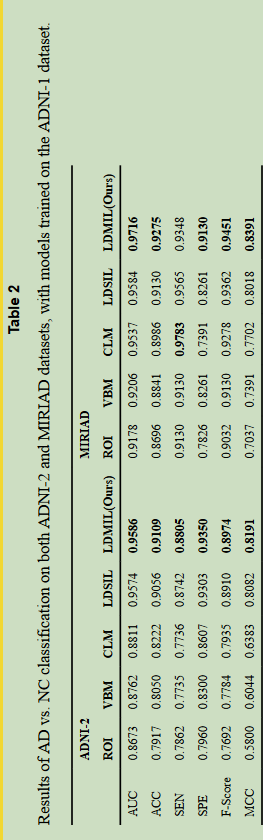 Table 2
Results of AD vs. NC classification on both ADNI-2 and MIRIAD datasets, with models trained on the ADNI-1 dataset.
ADNI-2 MIRIAD
ROI VBM CLM LDSIL LDMIL(Ours) ROI VBM CLM LDSIL LDMIL(Ours)
AUC 0.8673 0.8762 0.8811 0.9574 0.9586 0.9178 0.9206 0.9537 0.9584 0.9716
ACC 0.7917 0.8050 0.8222 0.9056 0.9109 0.8696 0.8841 0.8986 0.9130 0.9275
SEN 0.7862 0.7735 0.7736 0.8742 0.8805 0.9130 0.9130 0.9783 0.9565 0.9348
SPE 0.7960 0.8300 0.8607 0.9303 0.9350 0.7826 0.8261 0.7391 0.8261 0.9130
F-Score 0.7692 0.7784 0.7935 0.8910 0.8974 0.9032 0.9130 0.9278 0.9362 0.9451
MCC 0.5800 0.6044 0.6383 0.8082 0.8191 0.7037 0.7391 0.7702 0.8018 0.8391